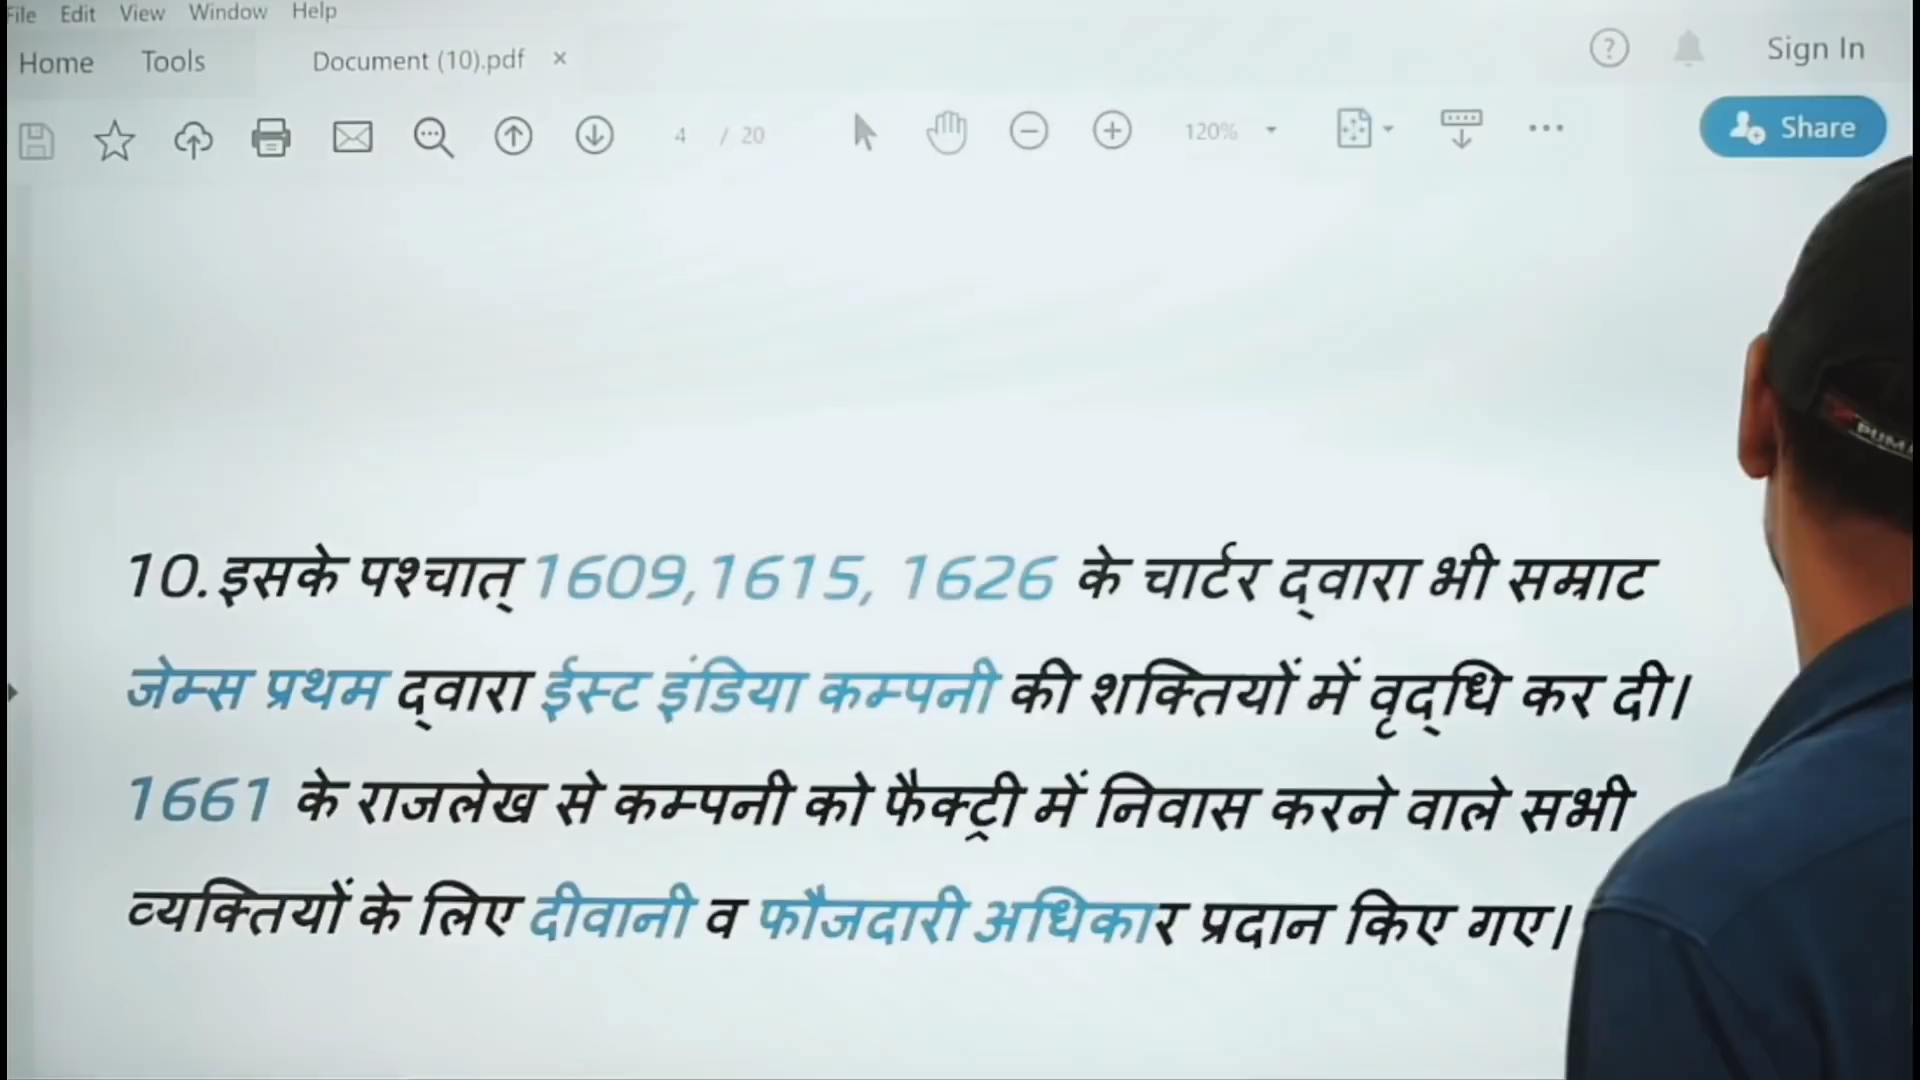 File Edit View Window Help
Home Tools Document (10).pdf × ? Sign In
4 / 20 120% Share
10.इसके पश्चात् 1609,1615, 1626 के चार्टर द्वारा भी सम्राट
जेम्स प्रथम द्वारा ईस्ट इंडिया कम्पनी की शक्तियों में वृद्धि कर दी।
1661 के राजलेख से कम्पनी को फैक्ट्री में निवास करने वाले सभी
व्यक्तियों के लिए दीवानी व फौजदारी अधिकार प्रदान किए गए।
PUMA